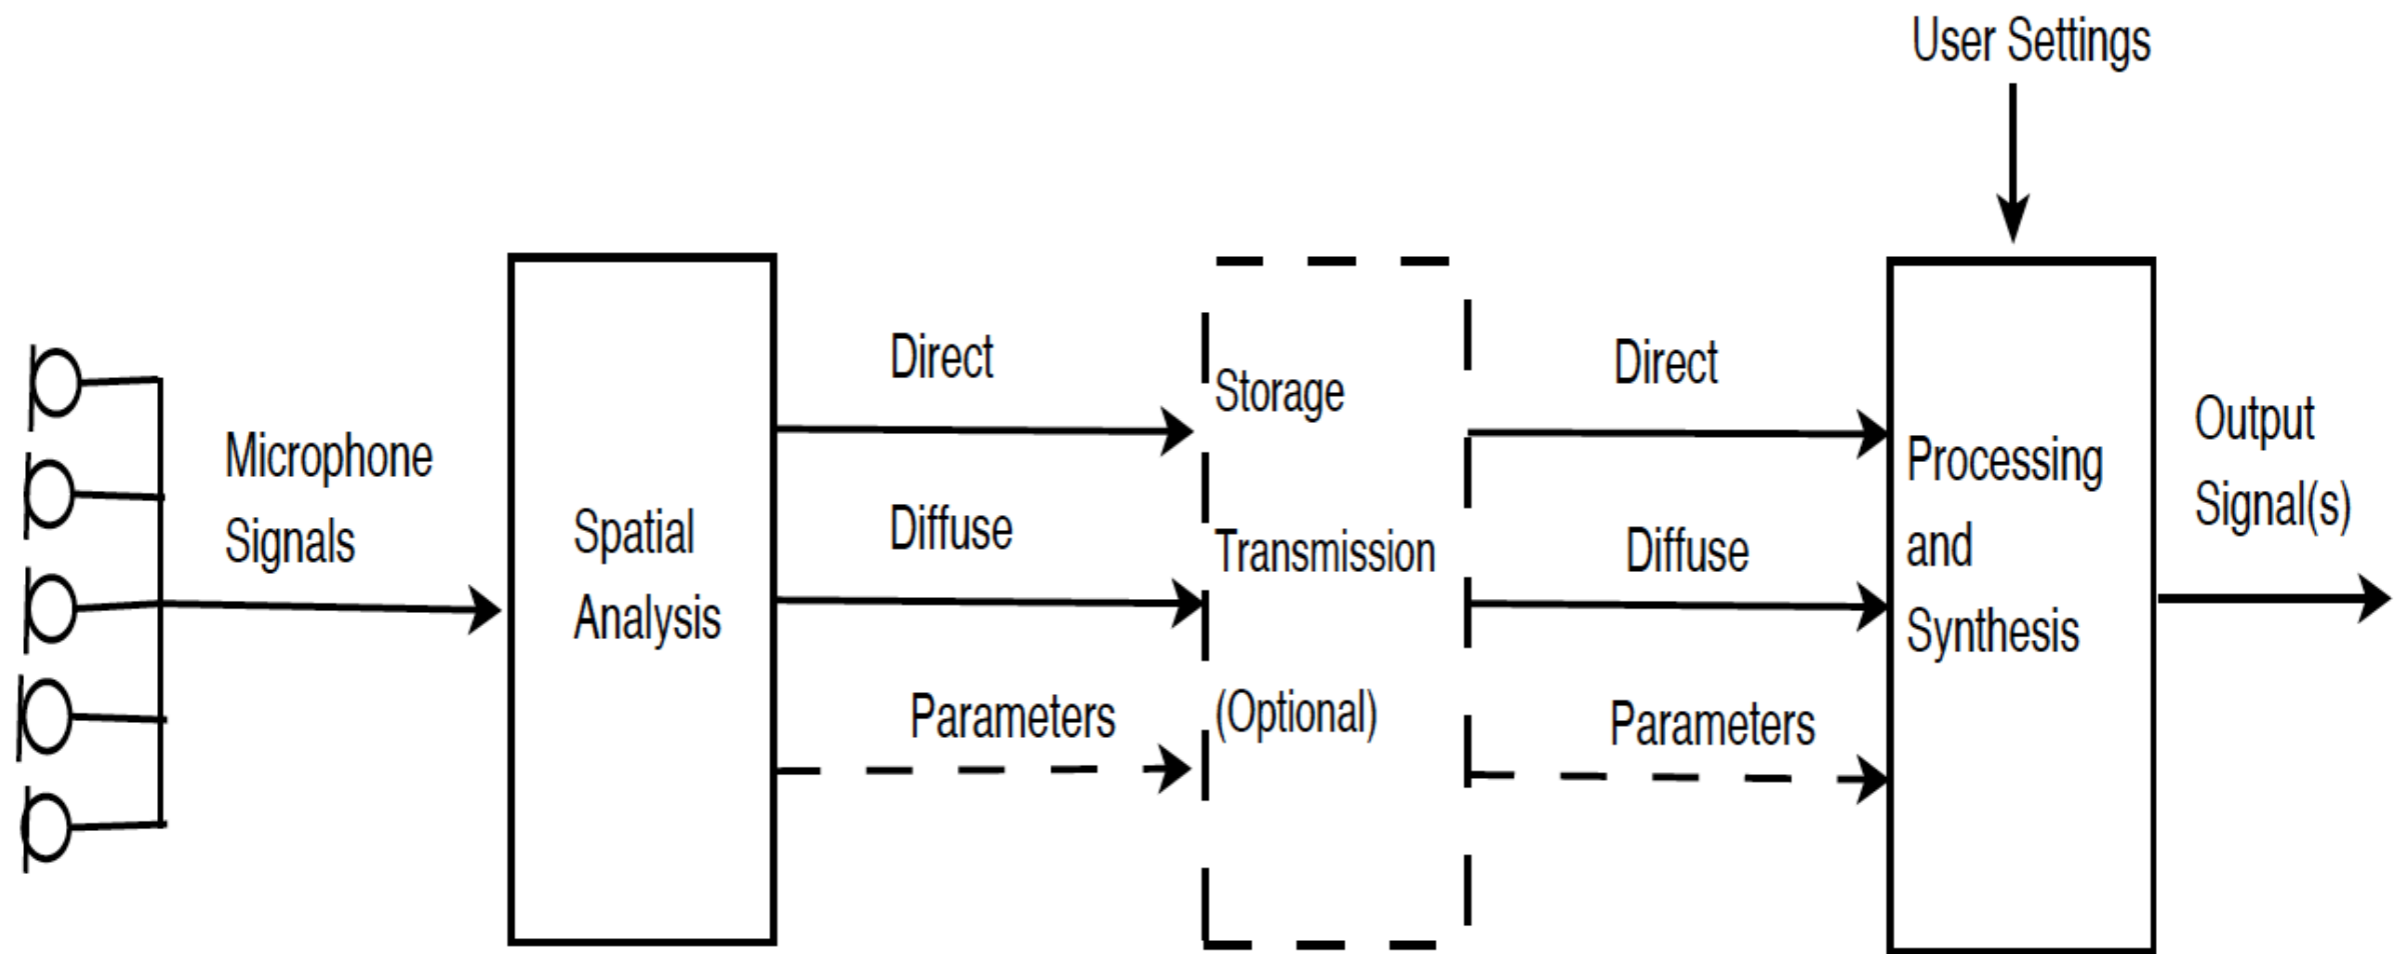 User Settings
Microphone
Signals
Spatial
Analysis
Direct
Diffuse
Parameters
Storage
Transmission
(Optional)
Direct
Diffuse
Parameters
Processing
and
Synthesis
Output
Signal(s)